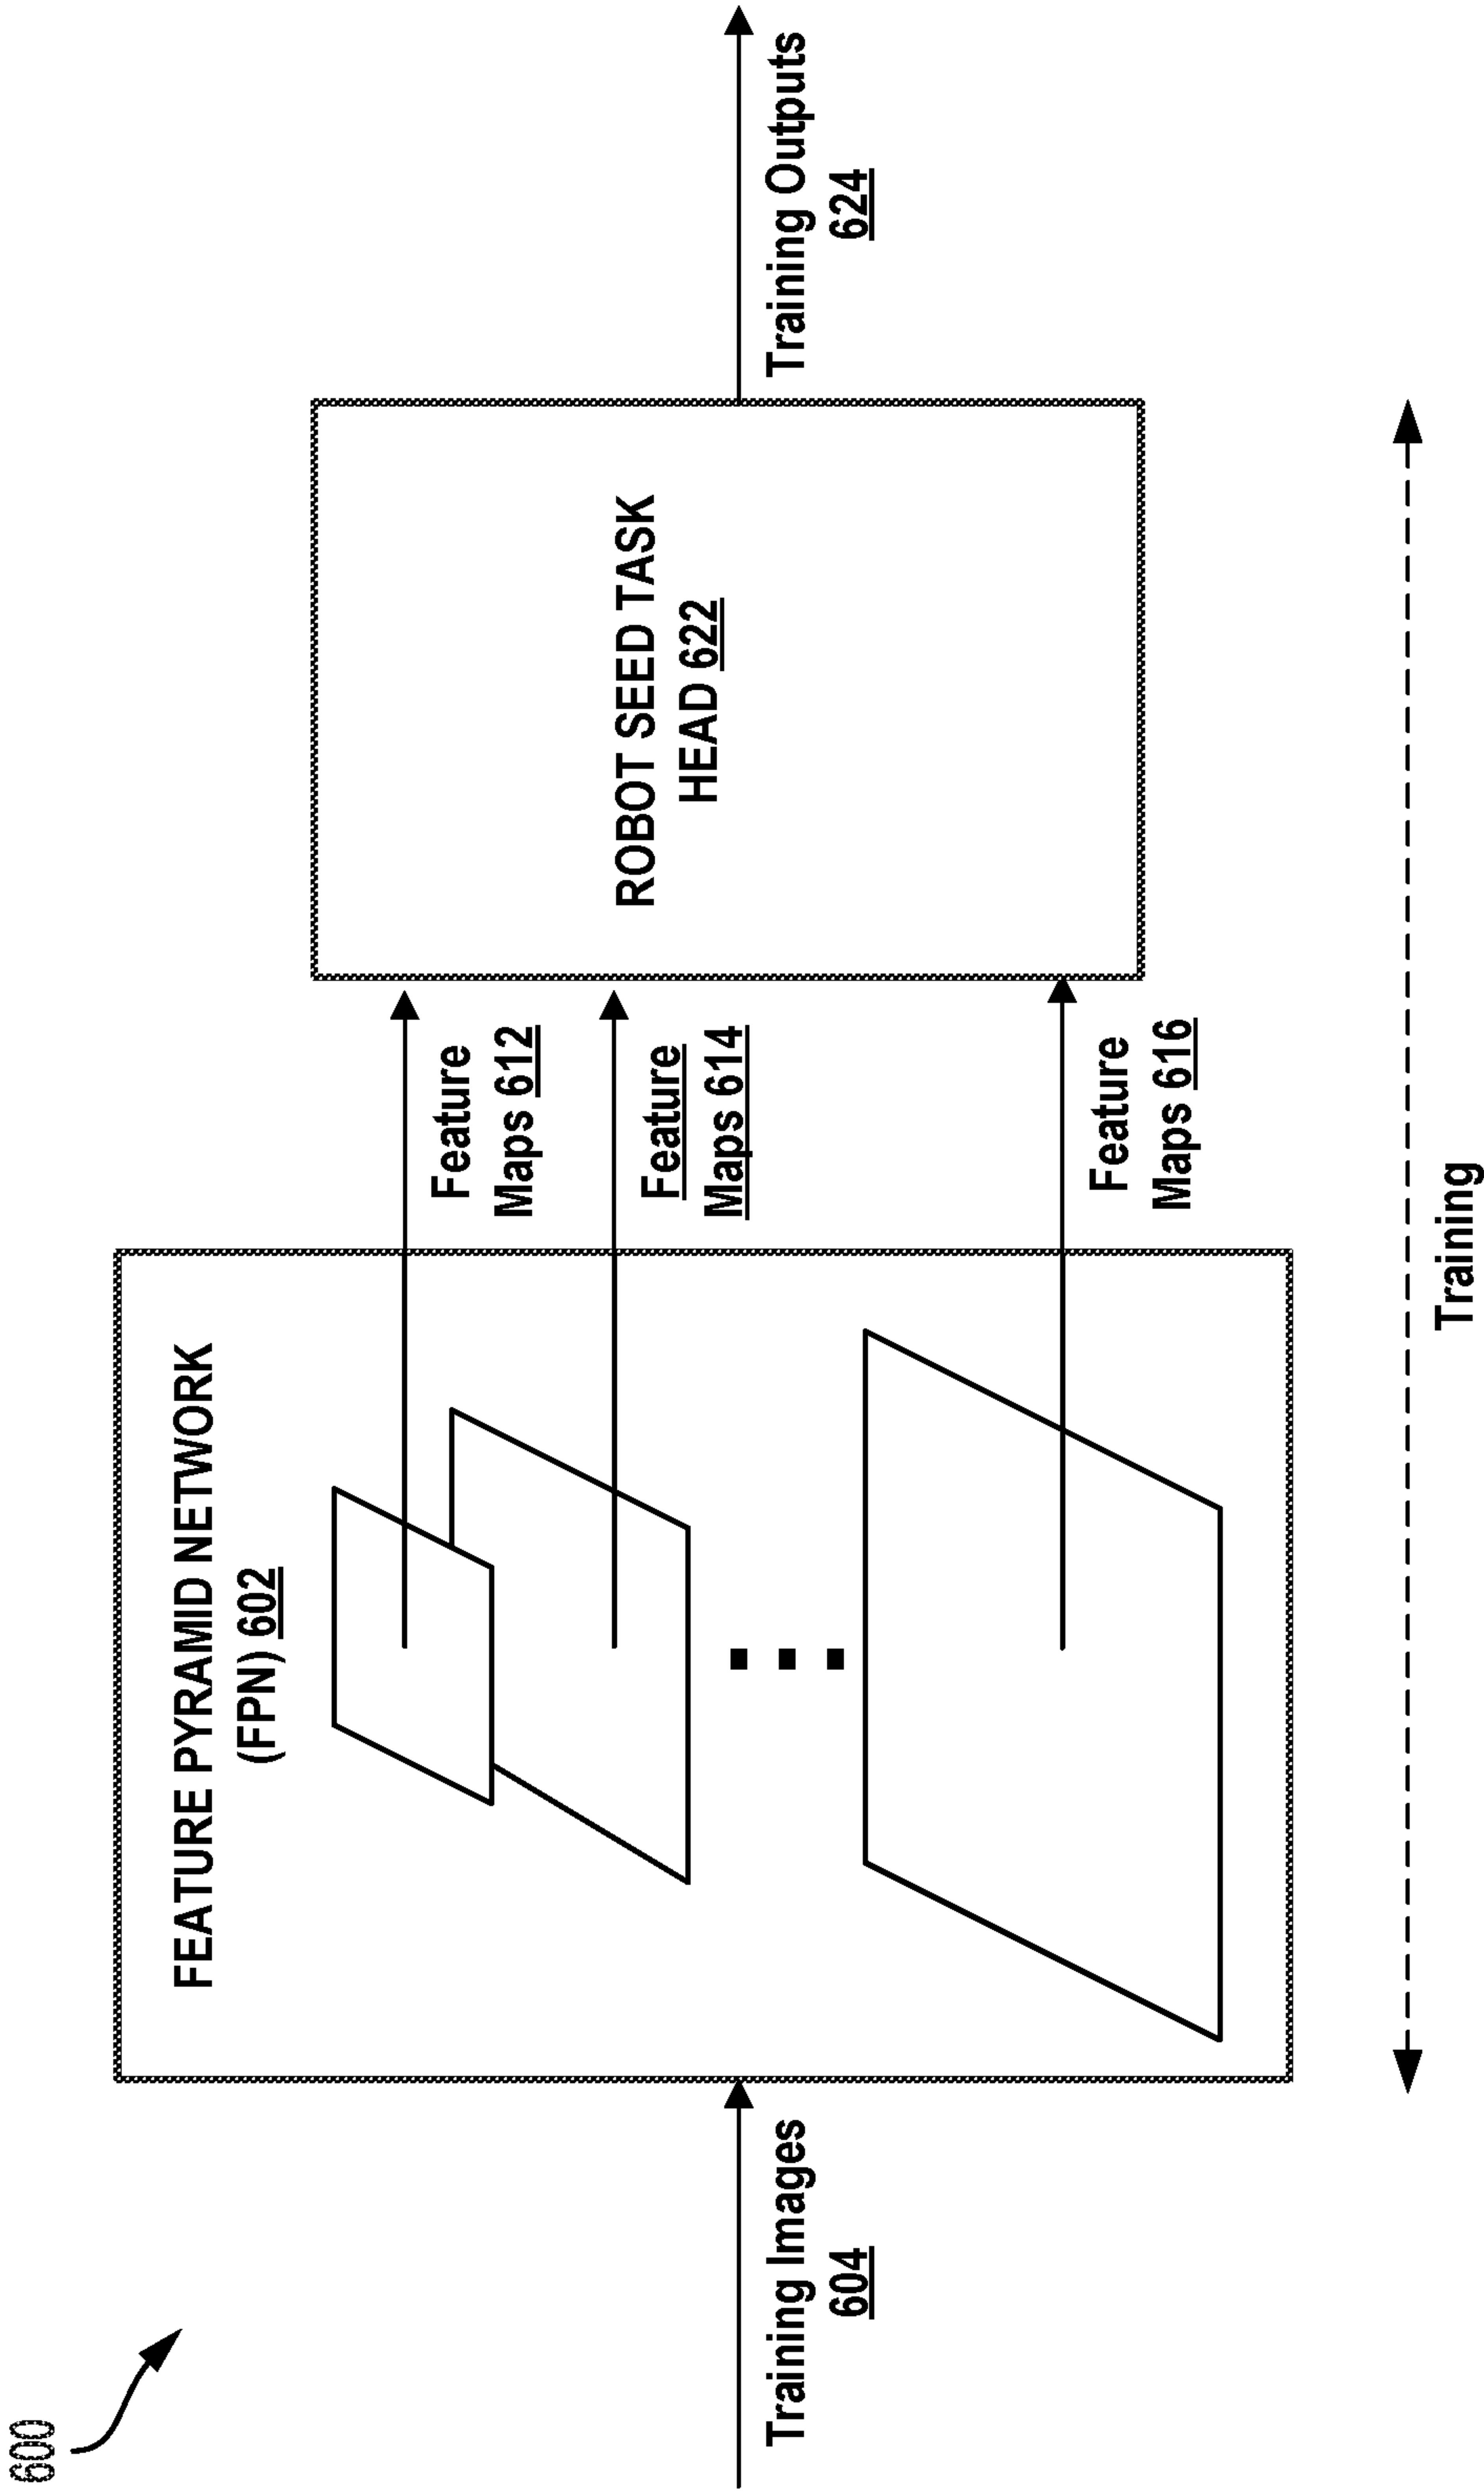 600
FEATURE PYRAMID NETWORK
(FPN) 602
Training Images
604
Feature
Maps 612
Feature
Maps 614
Feature
Maps 616
ROBOT SEED TASK
HEAD 622
Training Outputs
624
Training